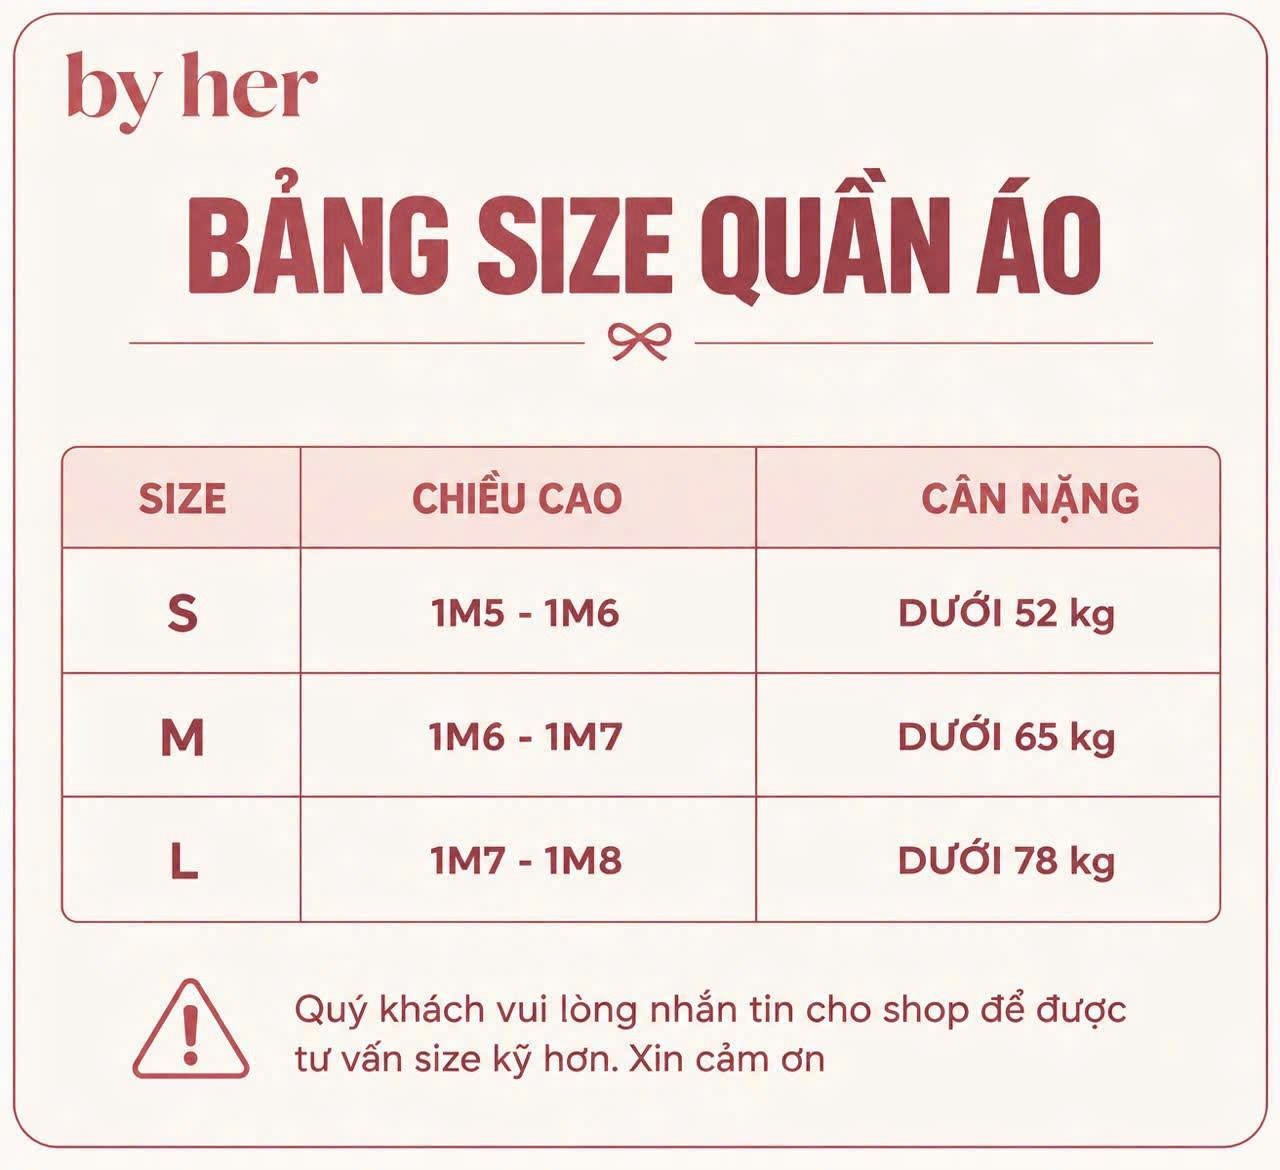 by her
BẢNG SIZE QUẦN ÁO
SIZE CHIỀU CAO CÂN NẶNG
S 1M5 - 1M6 DƯỚI 52 kg
M 1M6 - 1M7 DƯỚI 65 kg
L 1M7 - 1M8 DƯỚI 78 kg
Quý khách vui lòng nhắn tin cho shop để được
tư vấn size kỹ hơn. Xin cảm ơn